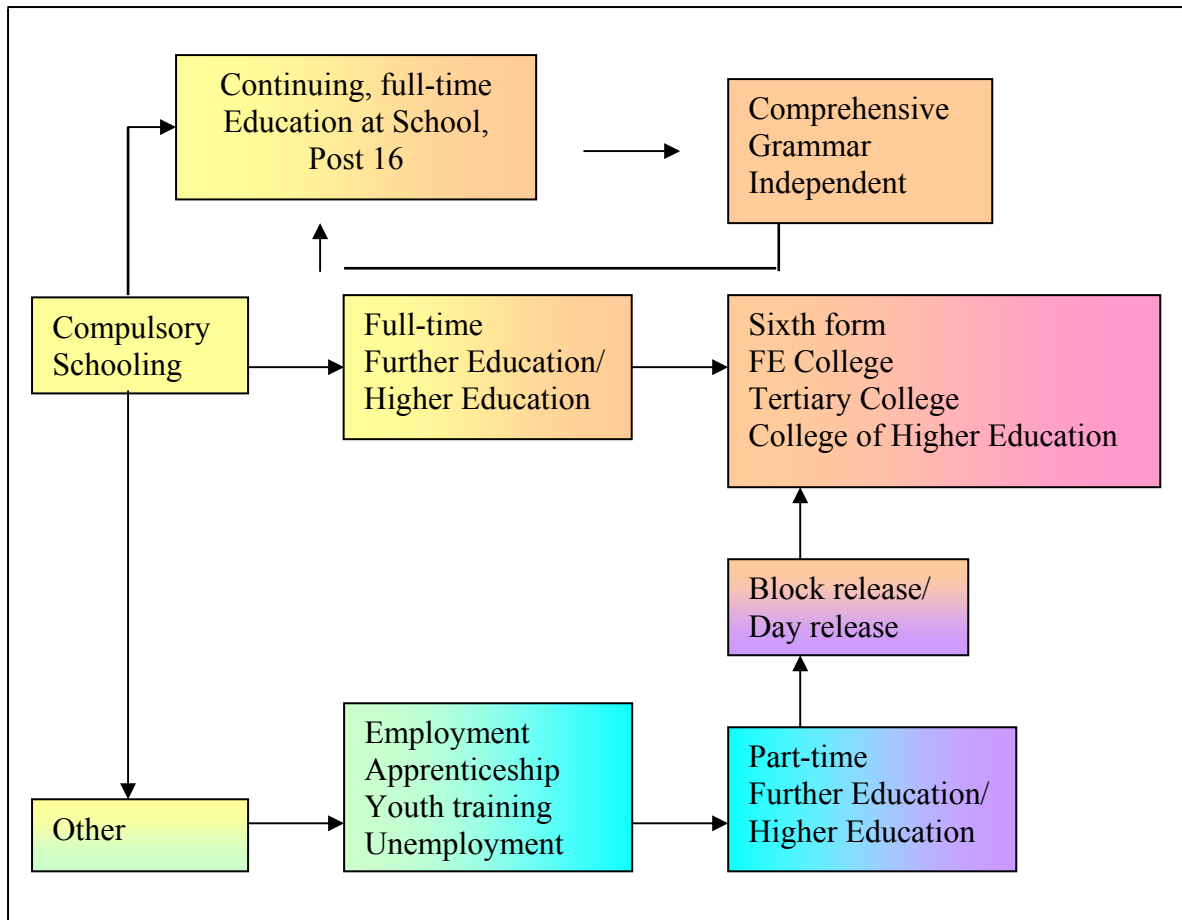 Continuing, full-time
Education at School,
Post 16
Comprehensive
Grammar
Independent
Compulsory
Schooling
Full-time
Further Education/
Higher Education
Sixth form
FE College
Tertiary College
College of Higher Education
Block release/
Day release
Other
Employment
Apprenticeship
Youth training
Unemployment
Part-time
Further Education/
Higher Education